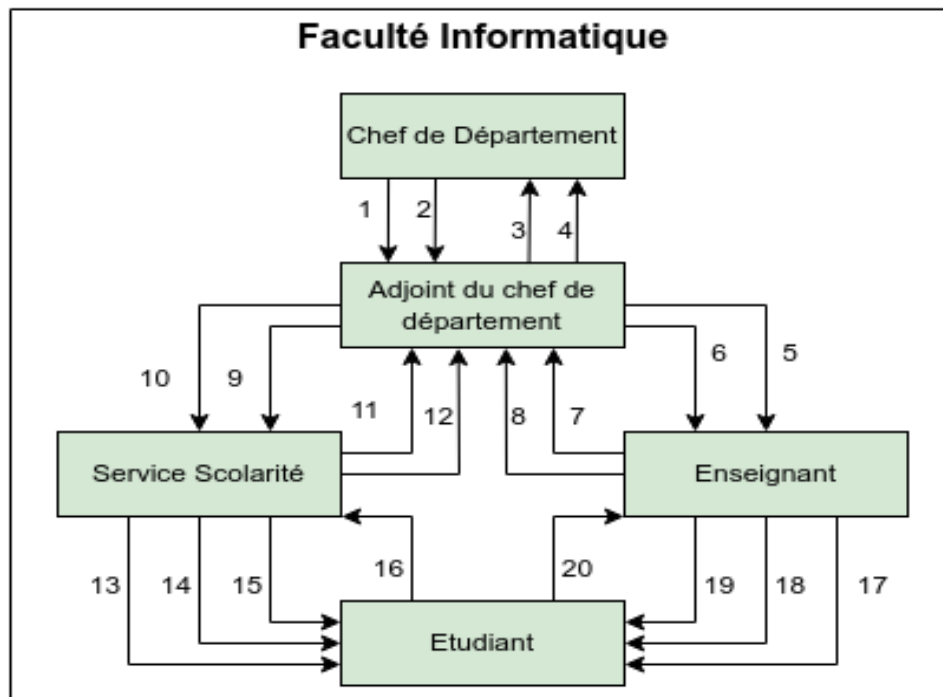 Faculté Informatique
Chef de Département
1 2 3 4
Adjoint du chef de
département
10 9 6 5
11 12 8 7
Service Scolarité
Enseignant
13 14 15 16 20 19 18 17
Etudiant